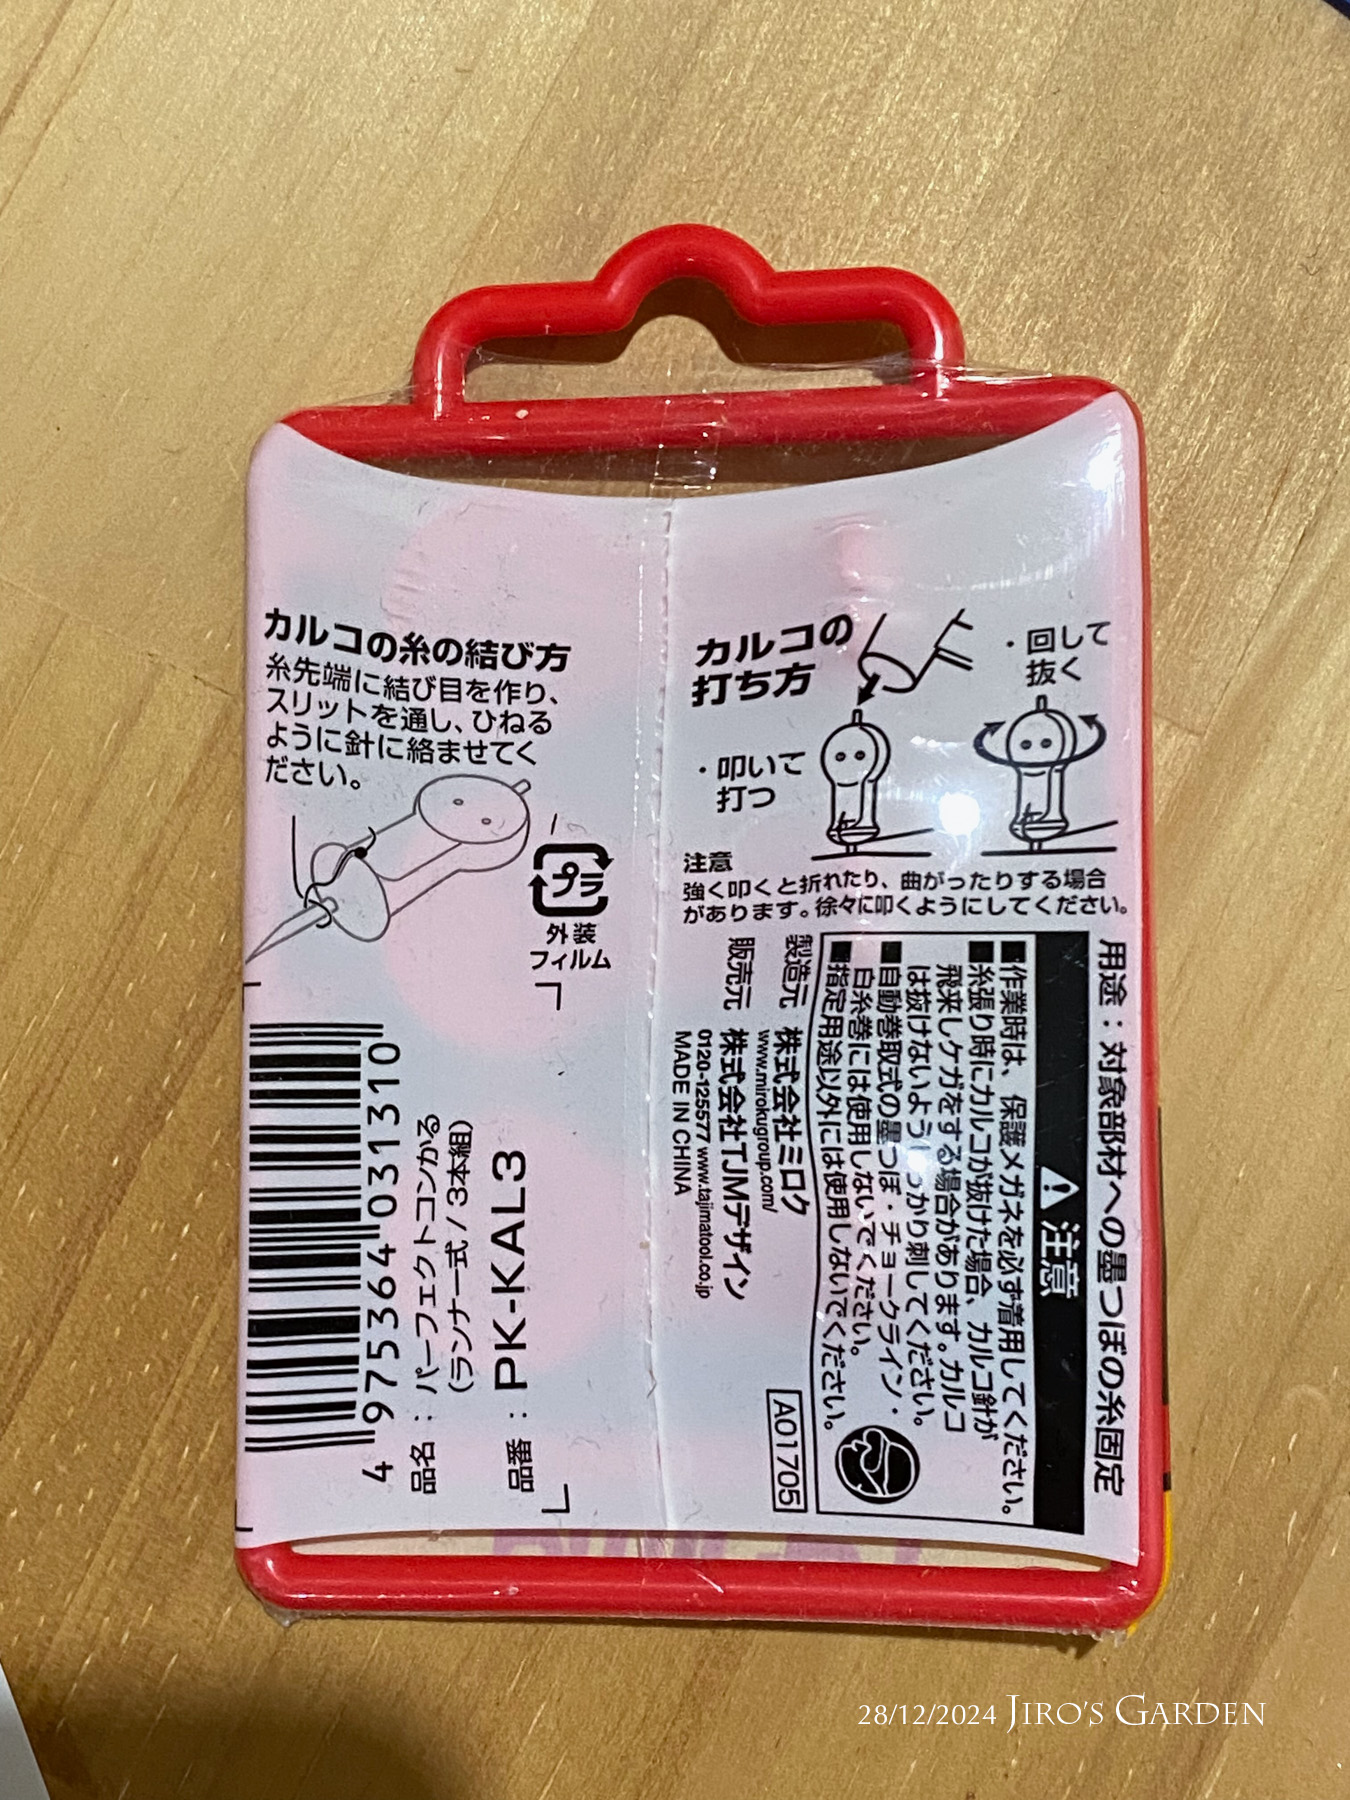 カルコの糸の結び方
糸先端に結び目を作り、
スリットを通し、ひねる
ように針に絡ませてく
ださい。
プラ
外装
フィルム
4 975364 031310
品名：パーフェクトコンかる
（ランナー一式 / 3本組）
品番：PK-KAL3
カルコの
打ち方
・叩いて
打つ
・回して
抜く
注意
強く叩くと折れたり、曲がったりする場合
があります。徐々に叩くようにしてください。
用途：対象部材への墨つぼの糸固定
注意
■作業時は、保護メガネを必ず着用してください。
■糸張り時にカルコが抜けた場合、カルコ針が
飛来しケガをする場合があります。カルコ
は抜けないようしっかり刺してください。
■自動巻取式の墨つぼ・チョークライン・
白糸巻には使用しないでください。
■指定用途以外には使用しないでください。
製造元 株式会社ミロク
www.mirokugroup.com/
販売元 株式会社TJMデザイン
0120-125577 www.tajimatool.co.jp
MADE IN CHINA
A01705
28/12/2024 JIRO'S GARDEN